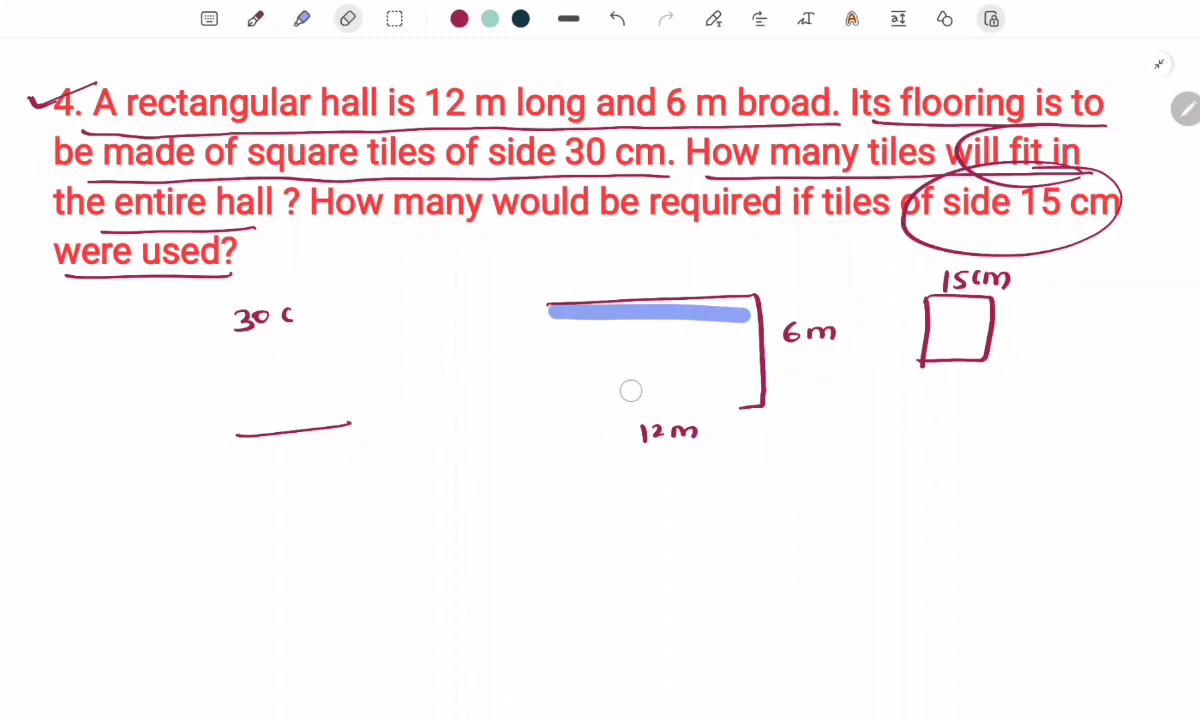 4. A rectangular hall is 12 m long and 6 m broad. Its flooring is to
be made of square tiles of side 30 cm. How many tiles will fit in
the entire hall ? How many would be required if tiles of side 15 cm
were used?
15cm
30 c
6m
12m